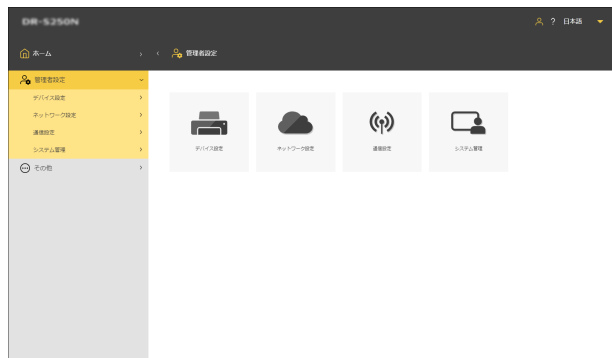 DR-S250N
? 日本語
ホーム
管理者設定
管理者設定
デバイス設定
ネットワーク設定
通信設定
システム管理
その他
デバイス設定
ネットワーク設定
通信設定
システム管理